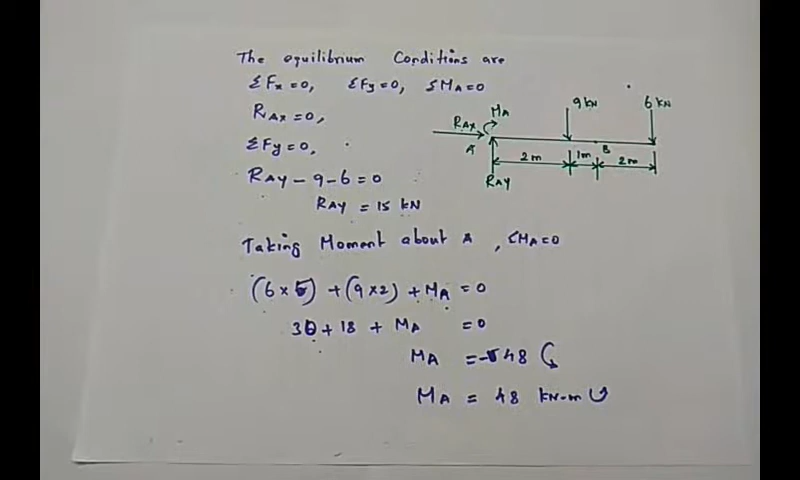 The equilibrium Conditions are
ΣFx=0, ΣFy=0, ΣMA=0
RAx=0,
ΣFy=0,
RAy-9-6=0
RAy = 15 kN
MA
9 kN
6 kN
RAx
A
B
2m
1m
2m
RAy
Taking Moment about A, ΣMA=0
(6×5)+(9×2)+MA=0
30+18+MA =0
MA =-48
MA = 48 kN-m